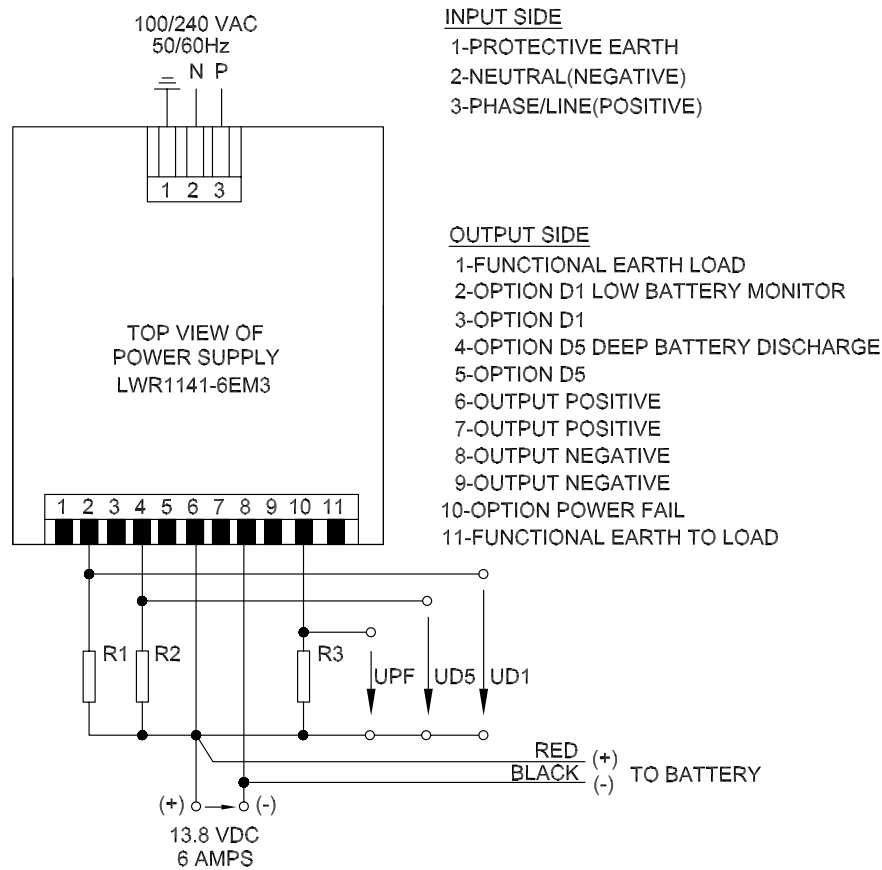 100/240 VAC
50/60Hz
N P
INPUT SIDE
1-PROTECTIVE EARTH
2-NEUTRAL(NEGATIVE)
3-PHASE/LINE(POSITIVE)
1 2 3
OUTPUT SIDE
1-FUNCTIONAL EARTH LOAD
2-OPTION D1 LOW BATTERY MONITOR
3-OPTION D1
4-OPTION D5 DEEP BATTERY DISCHARGE
5-OPTION D5
6-OUTPUT POSITIVE
7-OUTPUT POSITIVE
8-OUTPUT NEGATIVE
9-OUTPUT NEGATIVE
10-OPTION POWER FAIL
11-FUNCTIONAL EARTH TO LOAD
TOP VIEW OF
POWER SUPPLY
LWR1141-6EM3
1 2 3 4 5 6 7 8 9 10 11
R1 R2 R3
UPF UD5 UD1
RED (+)
BLACK (-)
TO BATTERY
(+) (-)
13.8 VDC
6 AMPS